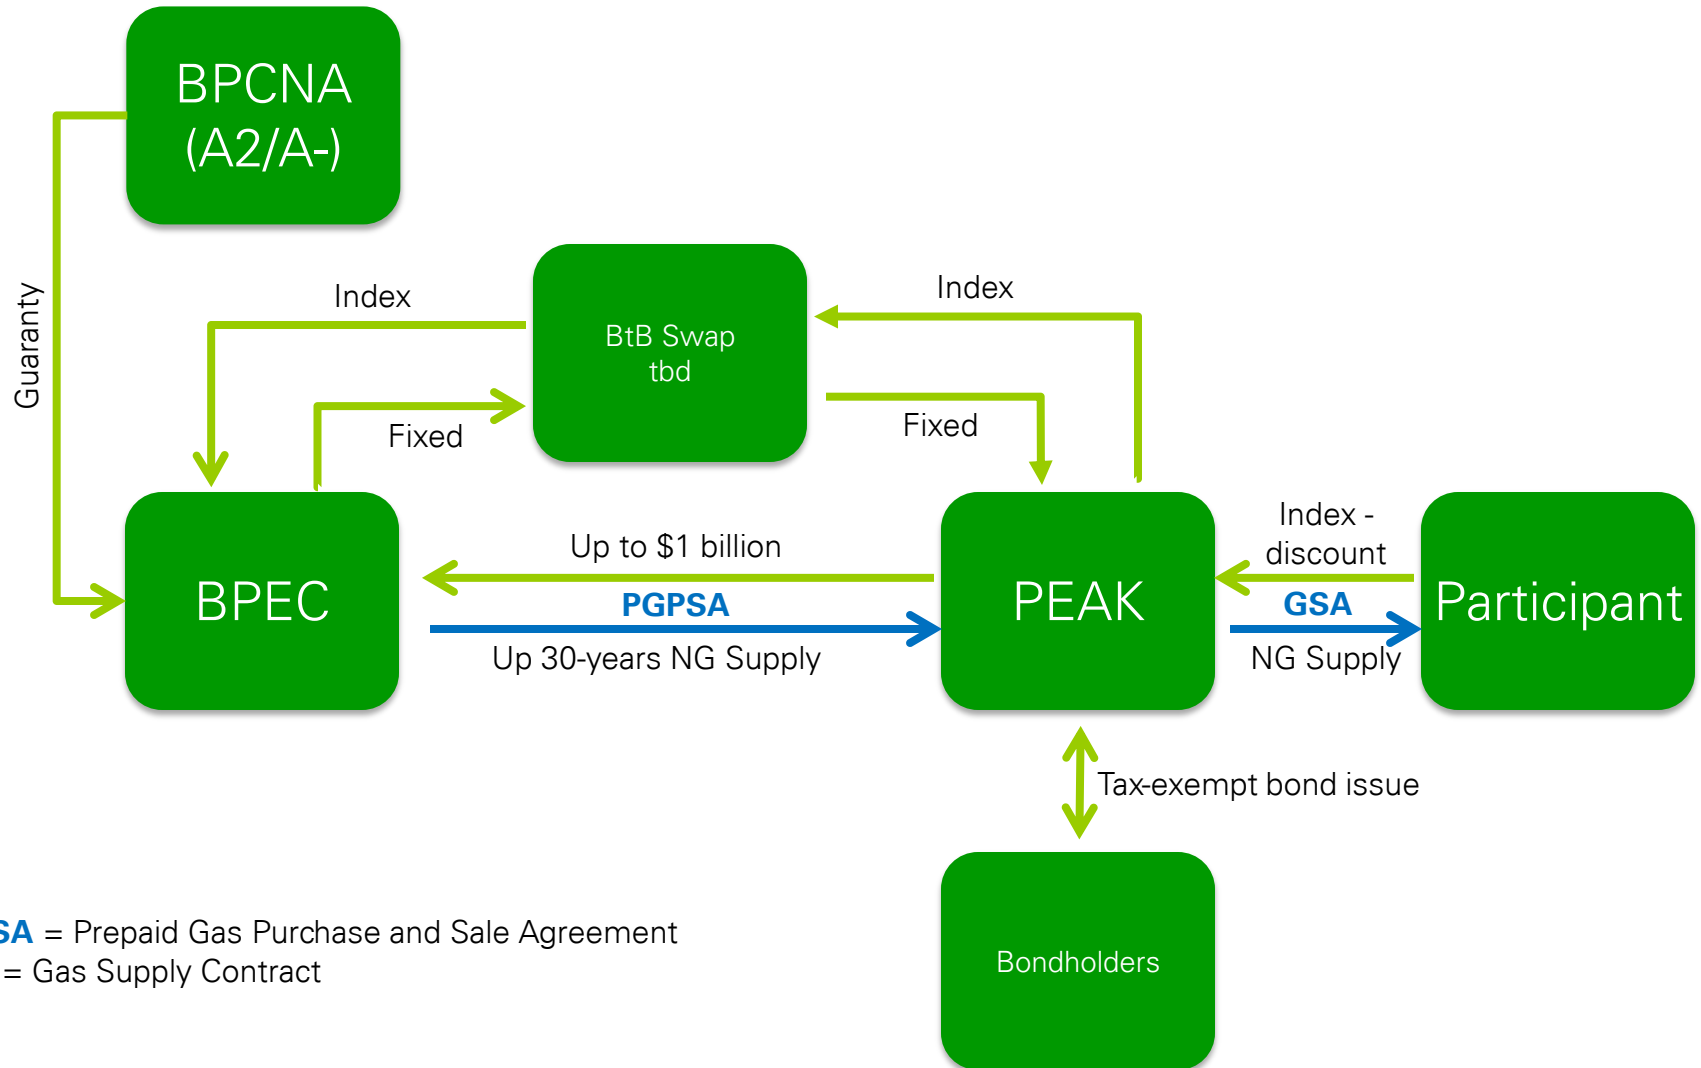 BPCNA
(A2/A-)
Guaranty
Index
Index
BtB Swap
tbd
Fixed
Fixed
BPEC
Up to $1 billion
PGPSA
Up 30-years NG Supply
PEAK
Index -
discount
GSA
NG Supply
Participant
Tax-exempt bond issue
Bondholders
SA = Prepaid Gas Purchase and Sale Agreement
= Gas Supply Contract